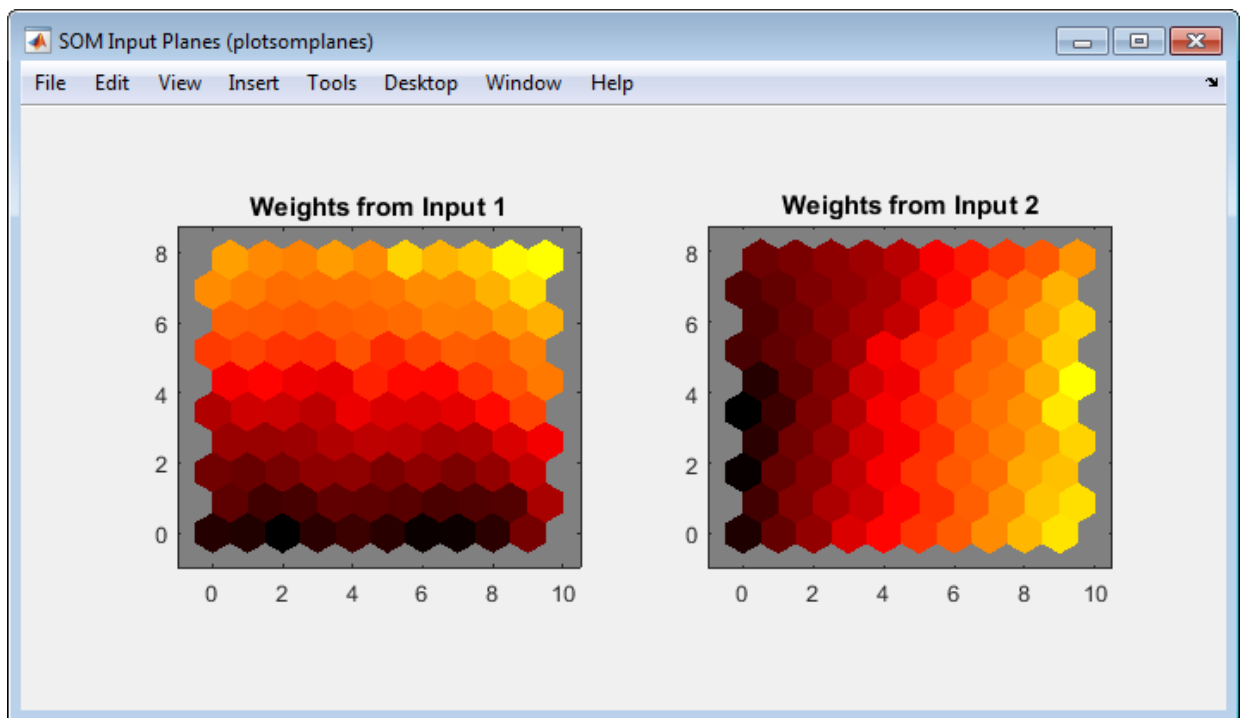 SOM Input Planes (plotsomplanes)
File Edit View Insert Tools Desktop Window Help
Weights from Input 1
8
6
4
2
0
0 2 4 6 8 10
Weights from Input 2
8
6
4
2
0
0 2 4 6 8 10